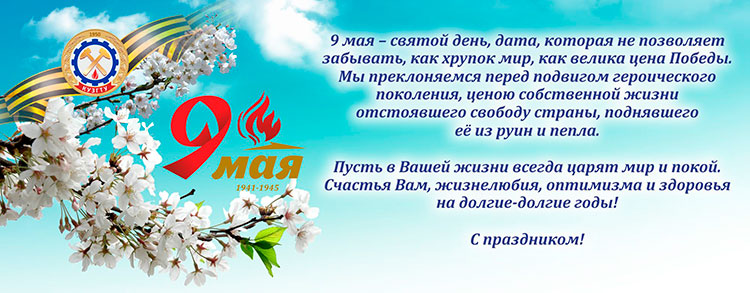 1950
КУЗГТУ
9 мая
1941-1945
9 мая – святой день, дата, которая не позволяет
забывать, как хрупок мир, как велика цена Победы.
Мы преклоняемся перед подвигом героического
поколения, ценою собственной жизни
отстоявшего свободу страны, поднявшего
её из руин и пепла.
Пусть в Вашей жизни всегда царят мир и покой.
Счастья Вам, жизнелюбия, оптимизма и здоровья
на долгие-долгие годы!
С праздником!